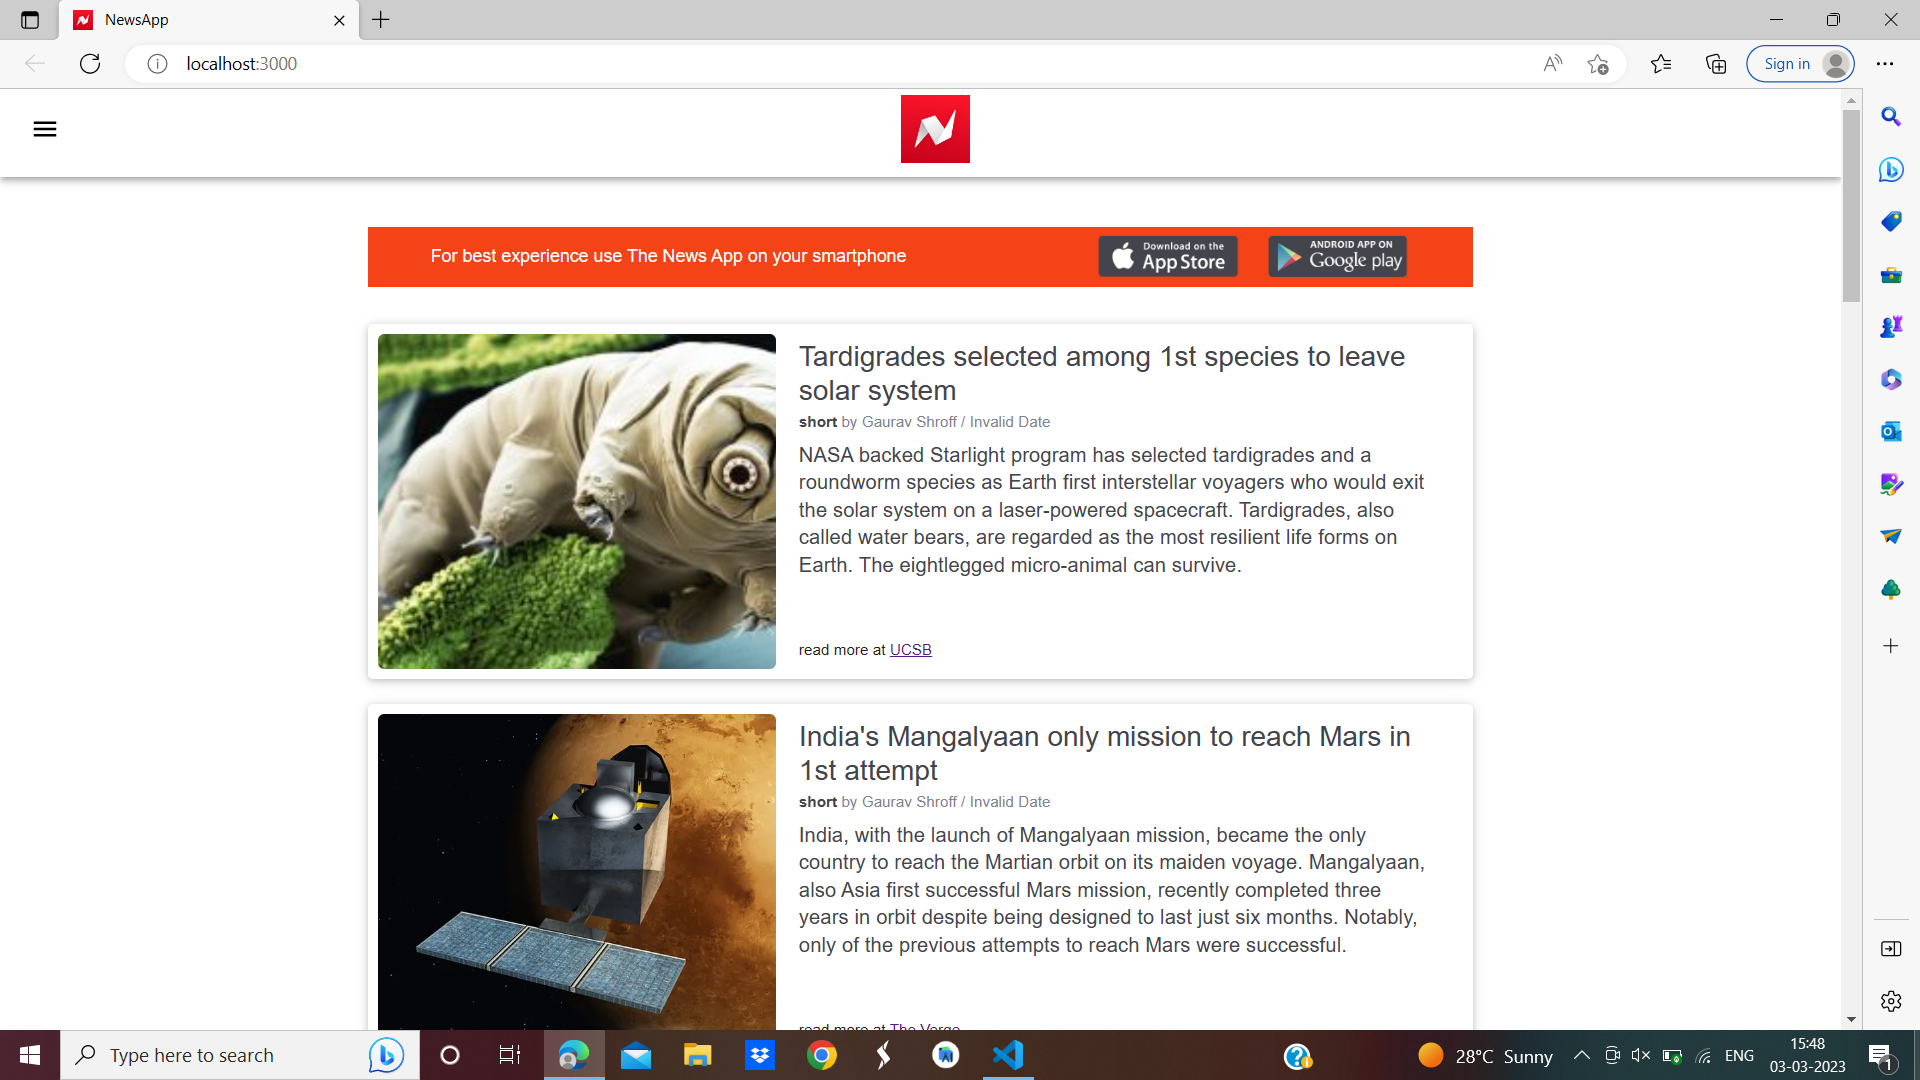 NewsApp
localhost:3000
Sign in
For best experience use The News App on your smartphone
Download on the
App Store
ANDROID APP ON
Google play
Tardigrades selected among 1st species to leave
solar system
short by Gaurav Shroff / Invalid Date
NASA backed Starlight program has selected tardigrades and a
roundworm species as Earth first interstellar voyagers who would exit
the solar system on a laser-powered spacecraft. Tardigrades, also
called water bears, are regarded as the most resilient life forms on
Earth. The eightlegged micro-animal can survive.
read more at UCSB
India's Mangalyaan only mission to reach Mars in
1st attempt
short by Gaurav Shroff / Invalid Date
India, with the launch of Mangalyaan mission, became the only
country to reach the Martian orbit on its maiden voyage. Mangalyaan,
also Asia first successful Mars mission, recently completed three
years in orbit despite being designed to last just six months. Notably,
only of the previous attempts to reach Mars were successful.
read more at The Verge
Type here to search
28°C Sunny
ENG
15:48
03-03-2023
1